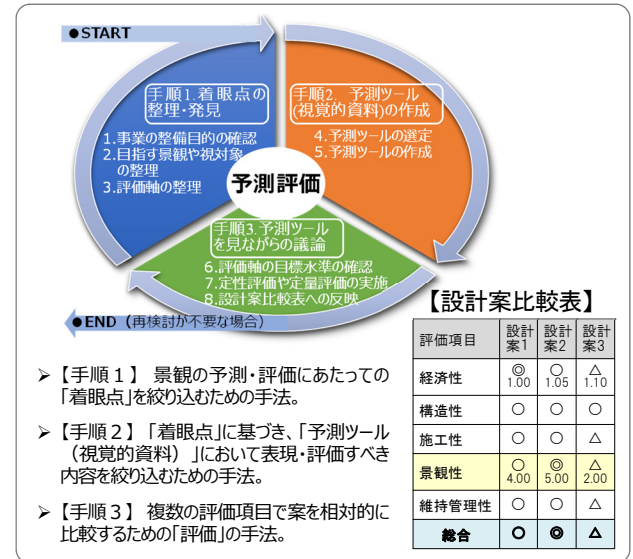 ●START
手順1.着眼点の
整理・発見
1.事業の整備目的の確認
2.目指す景観や視対象
の整理
3.評価軸の整理
手順2. 予測ツール
(視覚的資料)の作成
4.予測ツールの選定
5.予測ツールの作成
予測評価
手順3.予測ツール
を見ながらの議論
6.評価軸の目標水準の確認
7.定性評価や定量評価の実施
8.設計案比較表への反映
●END（再検討が不要な場合）
➢【手順１】 景観の予測・評価にあたっての
「着眼点」を絞り込むための手法。
➢【手順２】「着眼点」に基づき、「予測ツール
（視覚的資料）」において表現・評価すべき
内容を絞り込むための手法。
➢【手順３】 複数の評価項目で案を相対的に
比較するための「評価」の手法。
【設計案比較表】
評価項目 設計案1 設計案2 設計案3
経済性 ◎1.00 ○1.05 △1.10
構造性 ○ ○ ○
施工性 ○ ○ △
景観性 ○4.00 ◎5.00 △2.00
維持管理性 ○ ○ △
総合 ○ ◎ △